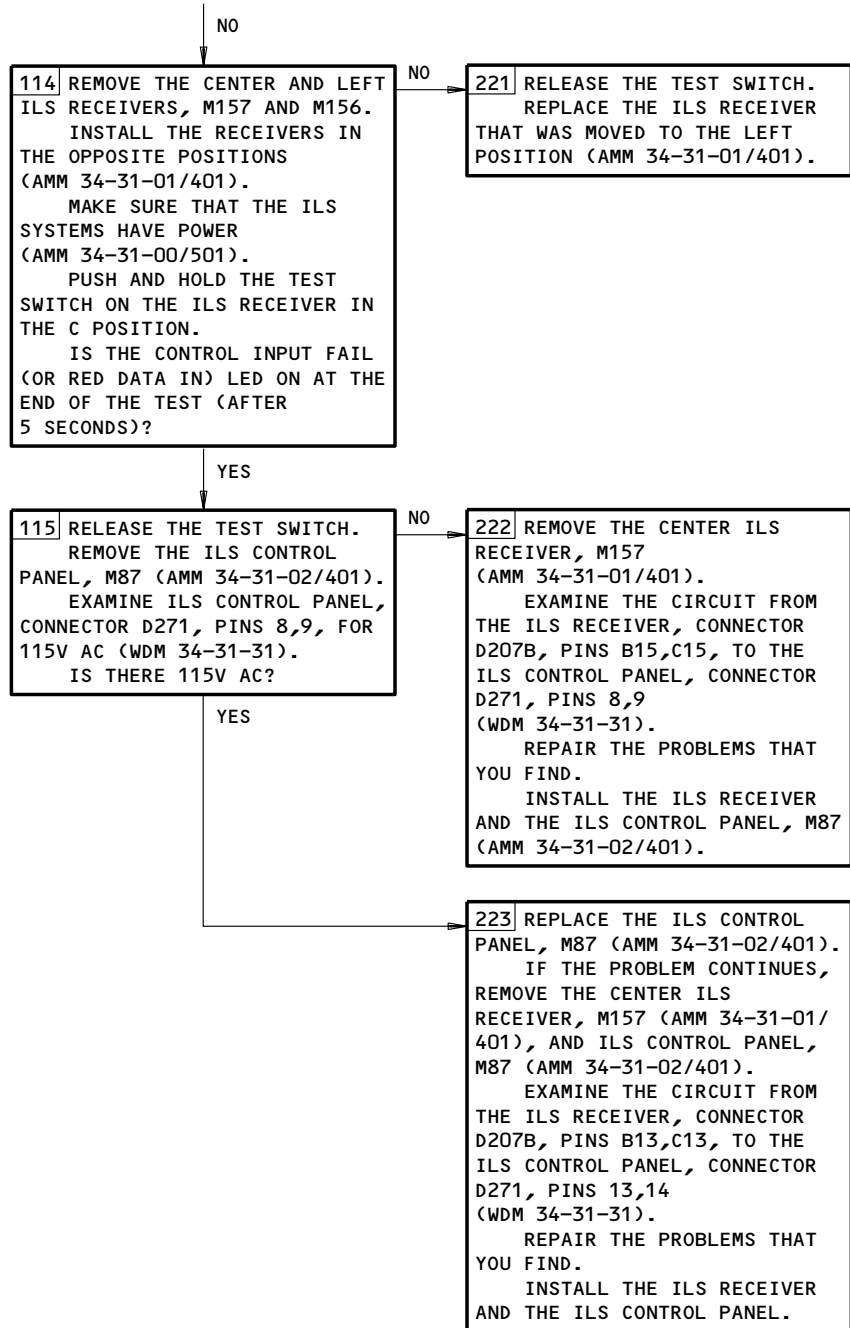 NO
114 REMOVE THE CENTER AND LEFT
ILS RECEIVERS, M157 AND M156.
INSTALL THE RECEIVERS IN
THE OPPOSITE POSITIONS
(AMM 34-31-01/401).
MAKE SURE THAT THE ILS
SYSTEMS HAVE POWER
(AMM 34-31-00/501).
PUSH AND HOLD THE TEST
SWITCH ON THE ILS RECEIVER IN
THE C POSITION.
IS THE CONTROL INPUT FAIL
(OR RED DATA IN) LED ON AT THE
END OF THE TEST (AFTER
5 SECONDS)?
NO
221 RELEASE THE TEST SWITCH.
REPLACE THE ILS RECEIVER
THAT WAS MOVED TO THE LEFT
POSITION (AMM 34-31-01/401).
YES
115 RELEASE THE TEST SWITCH.
REMOVE THE ILS CONTROL
PANEL, M87 (AMM 34-31-02/401).
EXAMINE ILS CONTROL PANEL,
CONNECTOR D271, PINS 8,9, FOR
115V AC (WDM 34-31-31).
IS THERE 115V AC?
NO
222 REMOVE THE CENTER ILS
RECEIVER, M157
(AMM 34-31-01/401).
EXAMINE THE CIRCUIT FROM
THE ILS RECEIVER, CONNECTOR
D207B, PINS B15,C15, TO THE
ILS CONTROL PANEL, CONNECTOR
D271, PINS 8,9
(WDM 34-31-31).
REPAIR THE PROBLEMS THAT
YOU FIND.
INSTALL THE ILS RECEIVER
AND THE ILS CONTROL PANEL, M87
(AMM 34-31-02/401).
YES
223 REPLACE THE ILS CONTROL
PANEL, M87 (AMM 34-31-02/401).
IF THE PROBLEM CONTINUES,
REMOVE THE CENTER ILS
RECEIVER, M157 (AMM 34-31-01/
401), AND ILS CONTROL PANEL,
M87 (AMM 34-31-02/401).
EXAMINE THE CIRCUIT FROM
THE ILS RECEIVER, CONNECTOR
D207B, PINS B13,C13, TO THE
ILS CONTROL PANEL, CONNECTOR
D271, PINS 13,14
(WDM 34-31-31).
REPAIR THE PROBLEMS THAT
YOU FIND.
INSTALL THE ILS RECEIVER
AND THE ILS CONTROL PANEL.